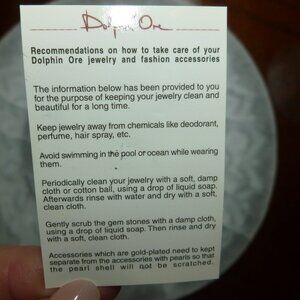 Dolphin Ore
Recommendations on how to take care of your
Dolphin Ore jewelry and fashion accessories
The information below has been provided to you
for the purpose of keeping your jewelry clean and
beautiful for a long time.
Keep jewelry away from chemicals like deodorant,
perfume, hair spray, etc.
Avoid swimming in the pool or ocean while wearing
them.
Periodically clean your jewelry with a soft, damp
cloth or cotton ball, using a drop of liquid soap.
Afterwards rinse with water and dry with a soft,
clean cloth.
Gently scrub the gem stones with a damp cloth,
using a drop of liquid soap. Then rinse and dry
with a soft, clean cloth.
Accessories which are gold-plated need to kept
separate from the accessories with pearls so that
the pearl shell will not be scratched.